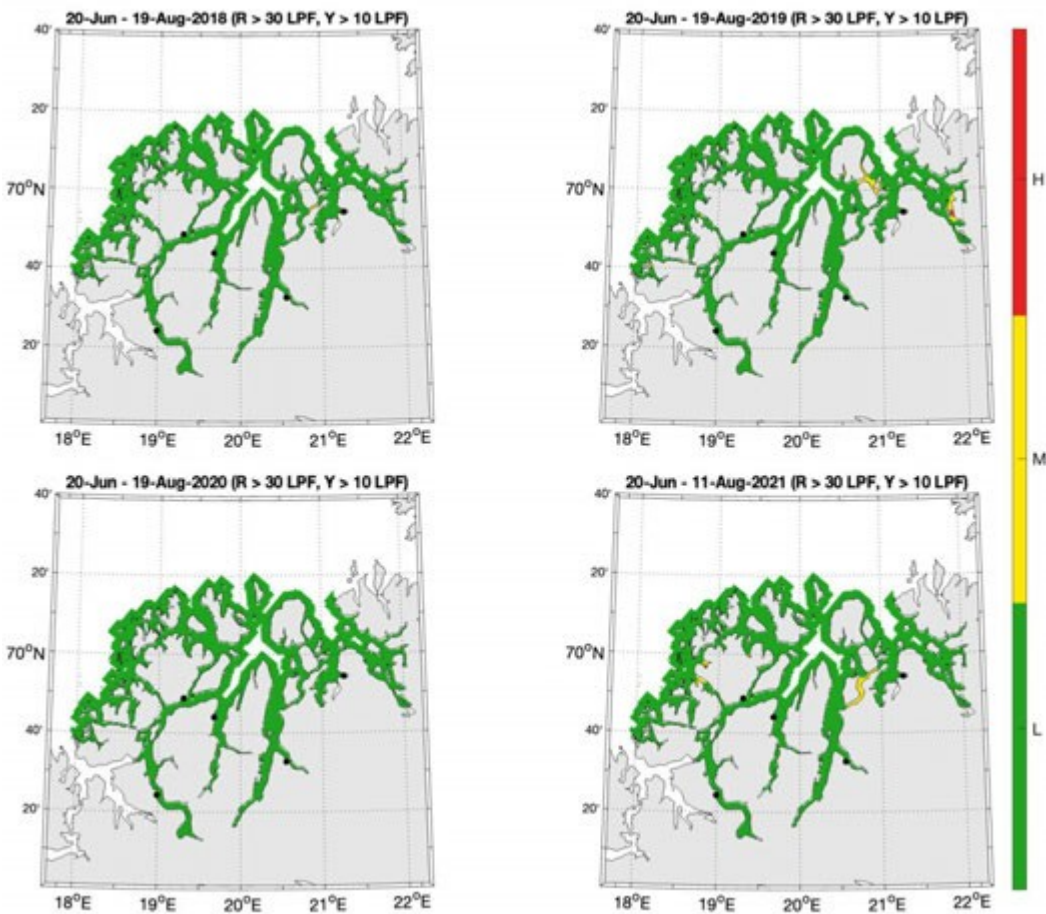 20-Jun - 19-Aug-2018 (R > 30 LPF, Y > 10 LPF)
40'
20'
70°N
40'
20'
18°E 19°E 20°E 21°E 22°E
20-Jun - 19-Aug-2019 (R > 30 LPF, Y > 10 LPF)
40'
20'
70°N
40'
20'
18°E 19°E 20°E 21°E 22°E
20-Jun - 19-Aug-2020 (R > 30 LPF, Y > 10 LPF)
40'
20'
70°N
40'
20'
18°E 19°E 20°E 21°E 22°E
20-Jun - 11-Aug-2021 (R > 30 LPF, Y > 10 LPF)
40'
20'
70°N
40'
20'
18°E 19°E 20°E 21°E 22°E
H
M
L